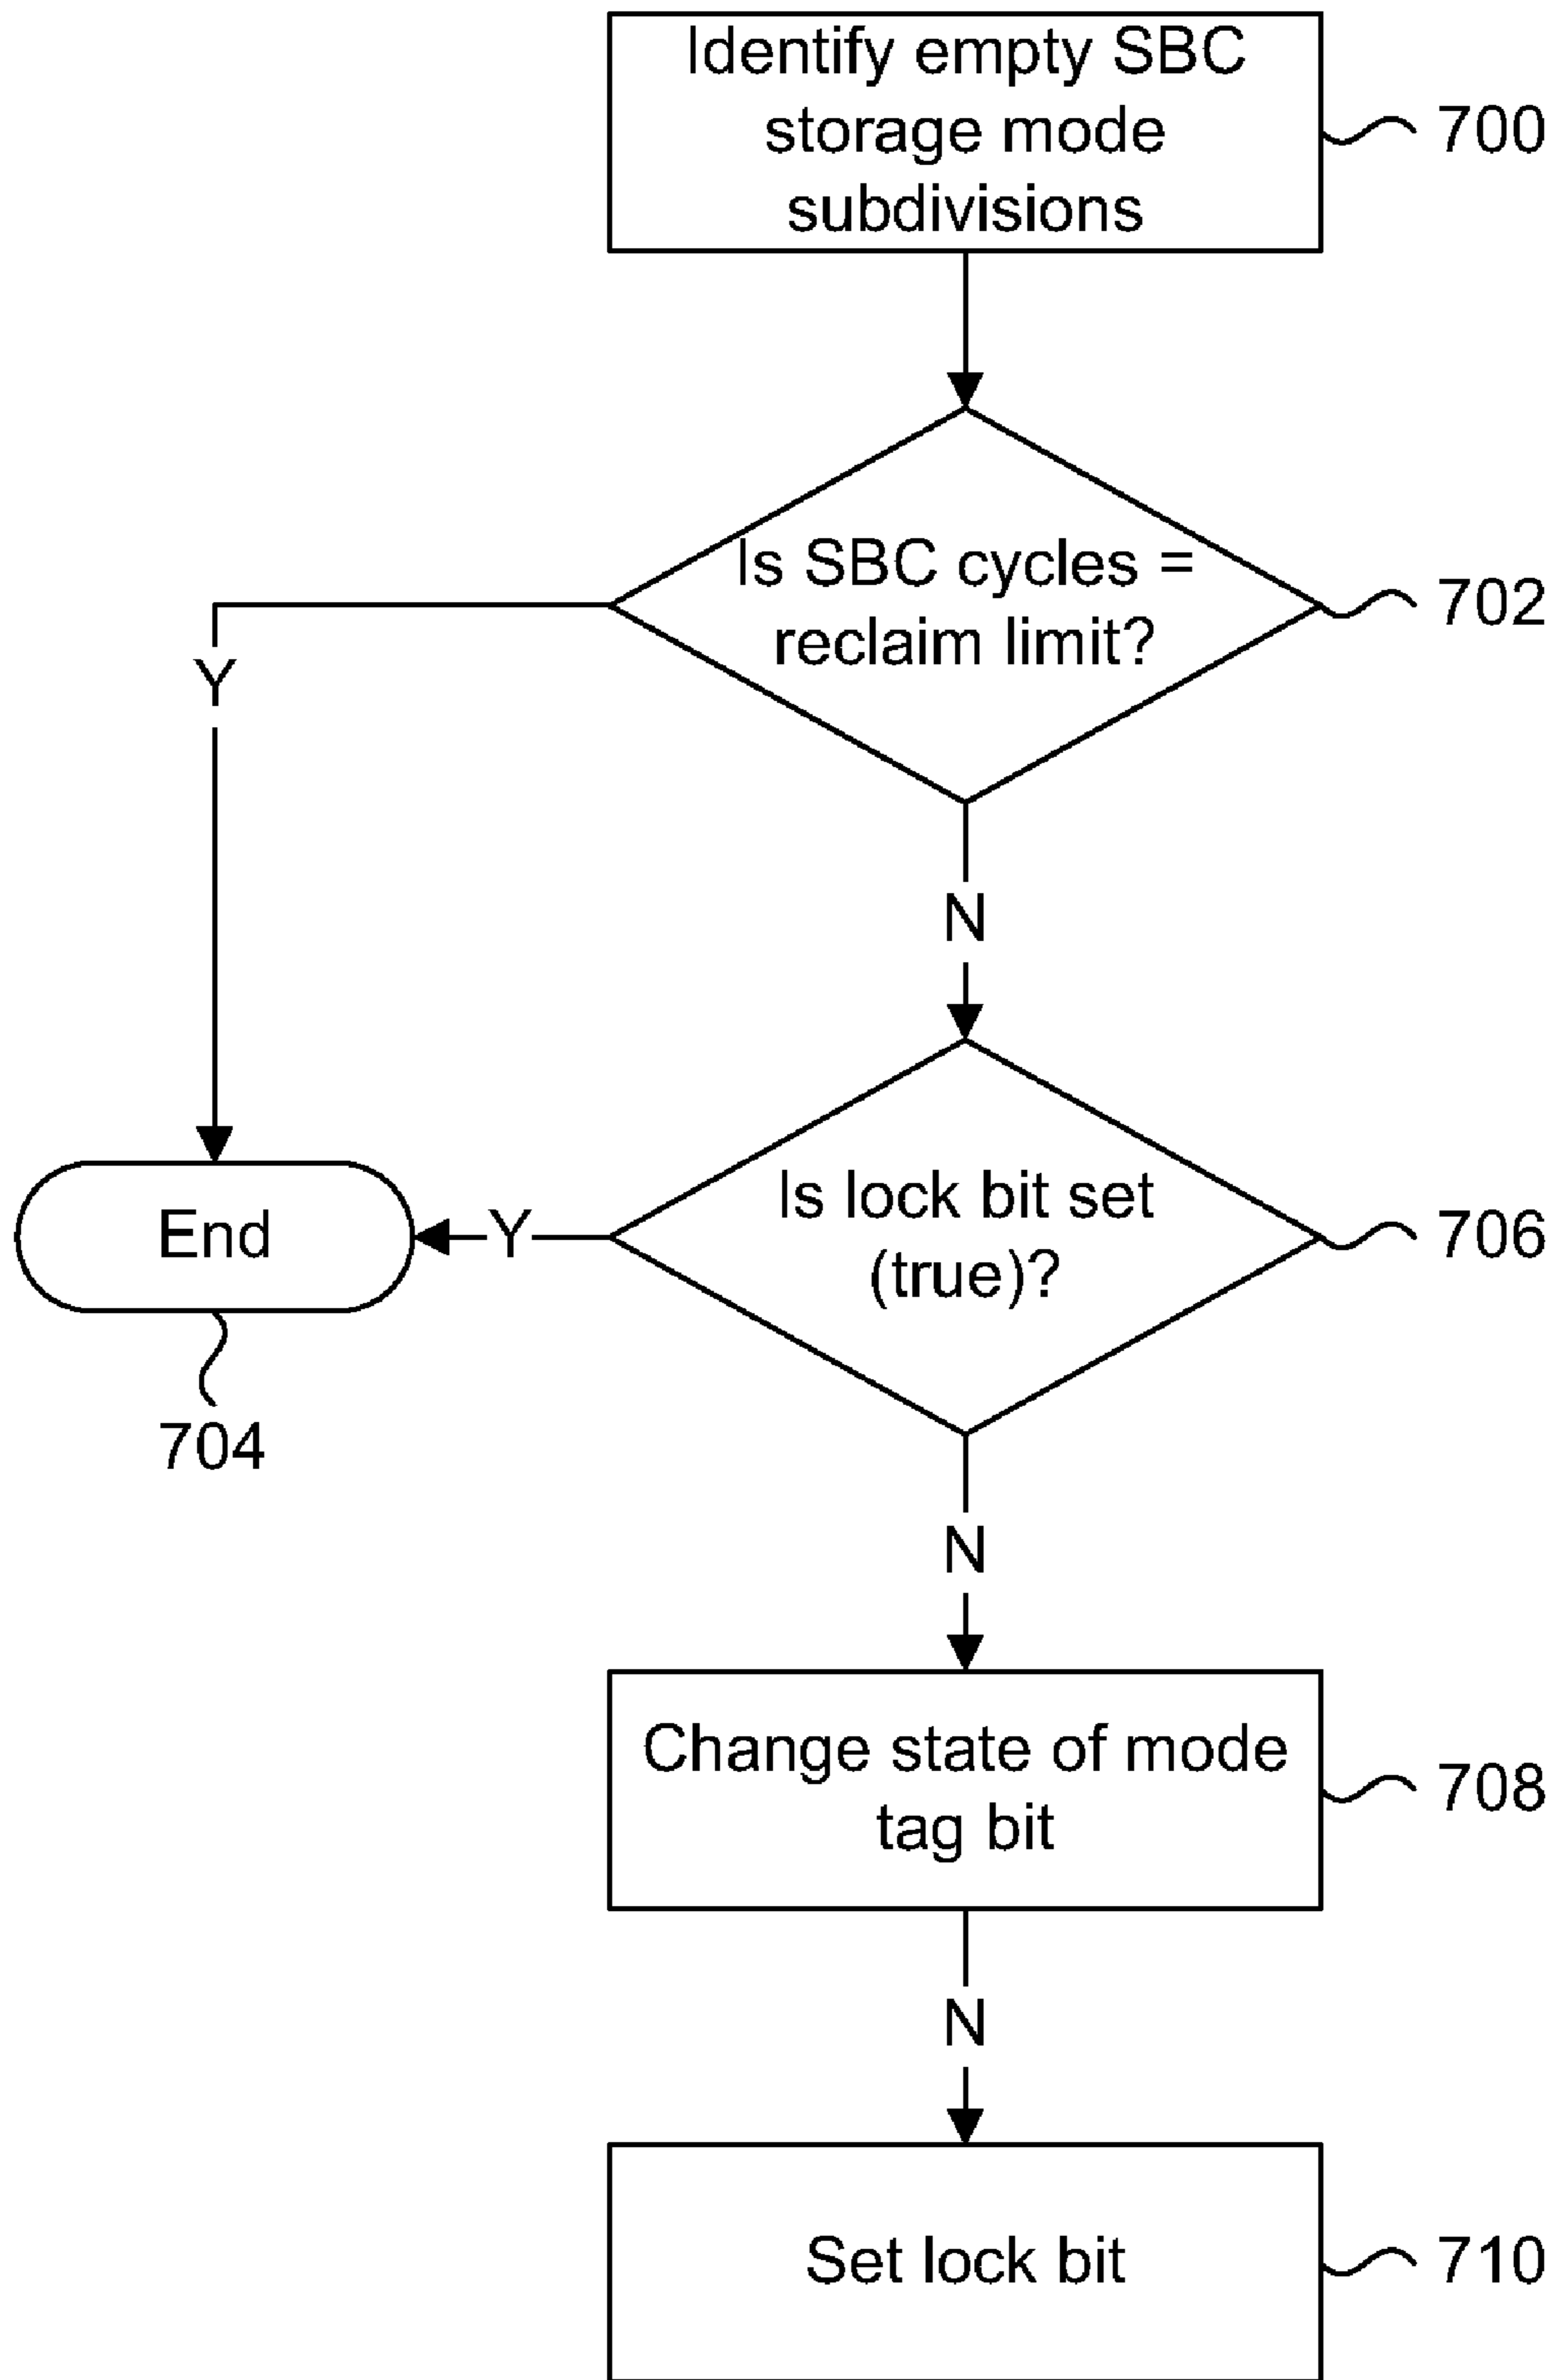 Identify empty SBC
storage mode
subdivisions
700
Is SBC cycles =
reclaim limit?
702
Y
N
Is lock bit set
(true)?
706
Y
End
704
N
Change state of mode
tag bit
708
N
Set lock bit
710